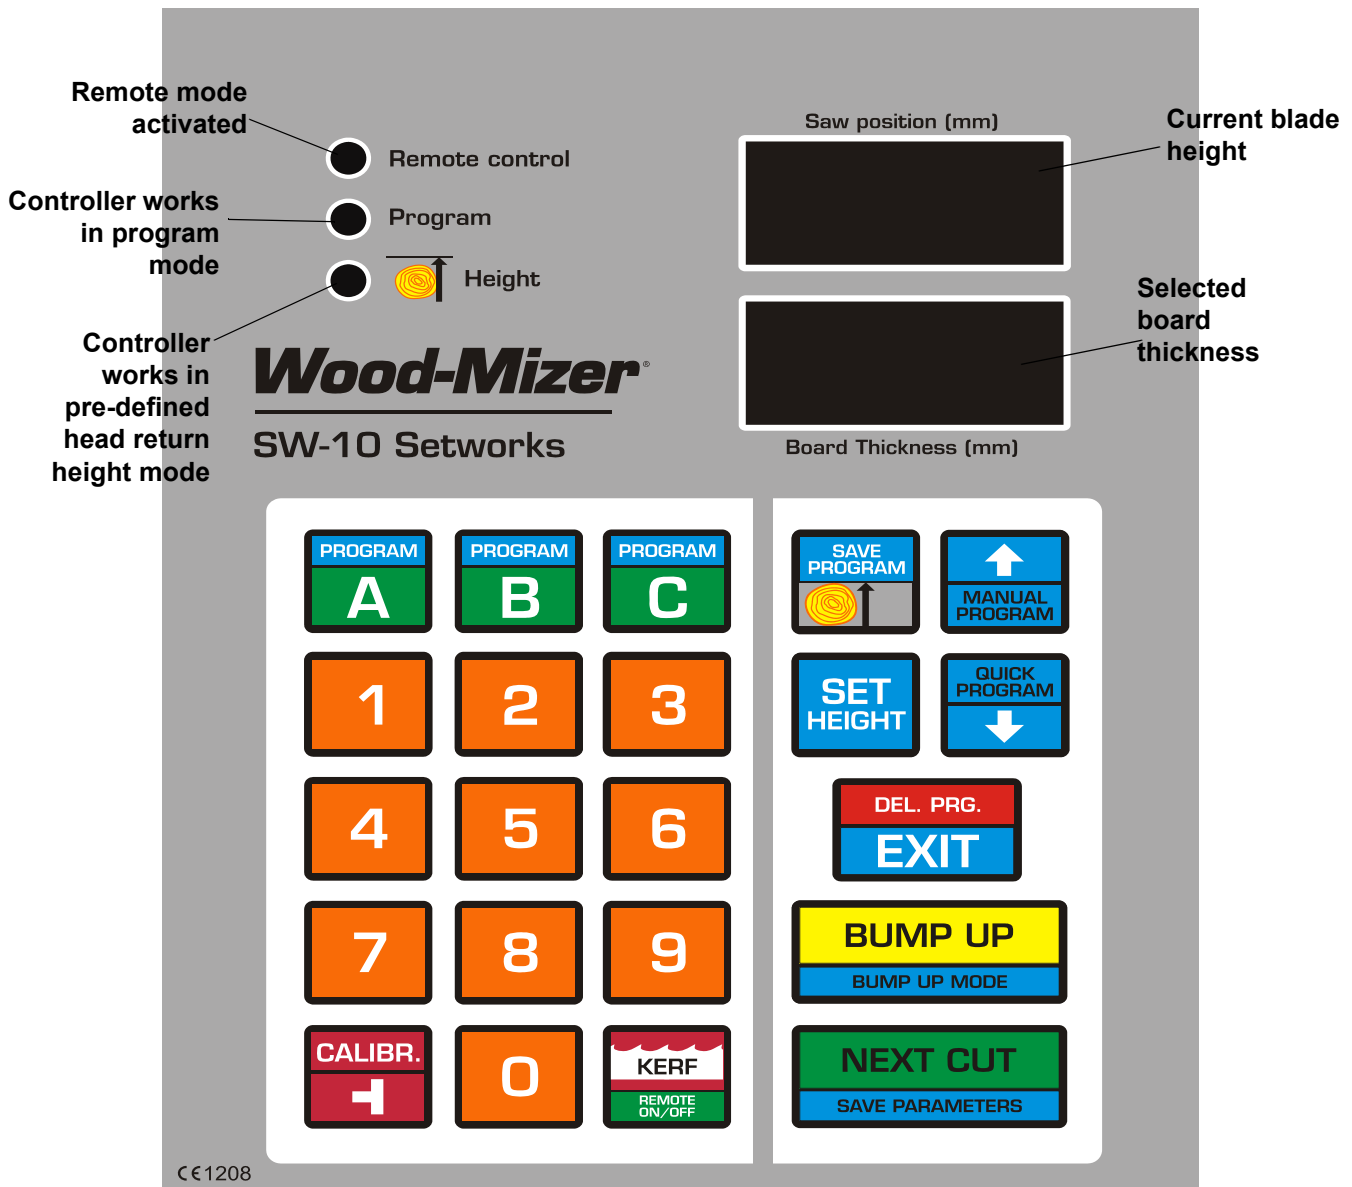 Remote mode
activated
Controller works
in program
mode
Controller
works in
pre-defined
head return
height mode
Remote control
Program
Height
Wood-Mizer®
SW-10 Setworks
Saw position (mm)
Board Thickness (mm)
Current blade
height
Selected
board
thickness
PROGRAM
A
PROGRAM
B
PROGRAM
C
1
2
3
4
5
6
7
8
9
CALIBR.
0
KERF
REMOTE
ON/OFF
SAVE
PROGRAM
MANUAL
PROGRAM
SET
HEIGHT
QUICK
PROGRAM
DEL. PRG.
EXIT
BUMP UP
BUMP UP MODE
NEXT CUT
SAVE PARAMETERS
CE1208